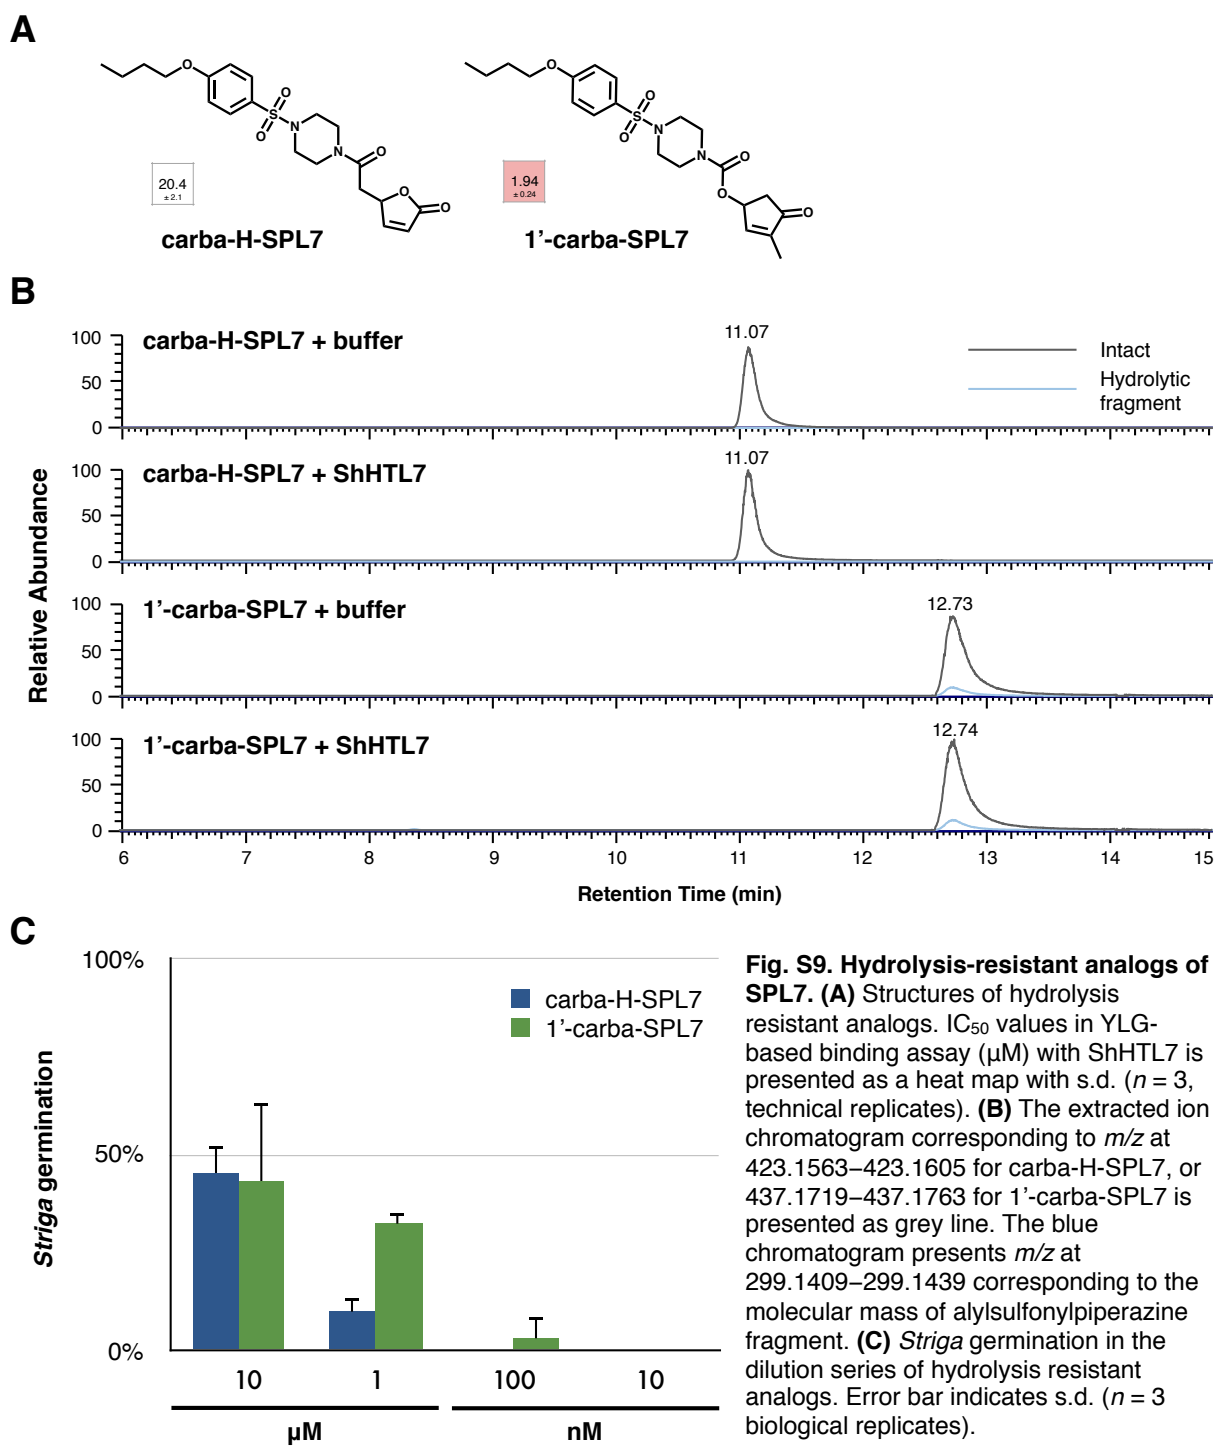 A
O
S
O
O
N
N
O
O
O
20.4
± 2.1
carba-H-SPL7
O
S
O
O
N
N
O
O
O
1.94
± 0.24
1’-carba-SPL7
B
Relative Abundance
100
50
0
carba-H-SPL7 + buffer
11.07
Intact
Hydrolytic
fragment
100
50
0
carba-H-SPL7 + ShHTL7
11.07
100
50
0
1’-carba-SPL7 + buffer
12.73
100
50
0
1’-carba-SPL7 + ShHTL7
12.74
6 7 8 9 10 11 12 13 14 15
Retention Time (min)
C
Striga germination
100%
50%
0%
carba-H-SPL7
1’-carba-SPL7
10 1 100 10
µM nM
Fig. S9. Hydrolysis-resistant analogs of
SPL7. (A) Structures of hydrolysis
resistant analogs. IC50 values in YLG-
based binding assay (µM) with ShHTL7 is
presented as a heat map with s.d. (n = 3,
technical replicates). (B) The extracted ion
chromatogram corresponding to m/z at
423.1563–423.1605 for carba-H-SPL7, or
437.1719–437.1763 for 1’-carba-SPL7 is
presented as grey line. The blue
chromatogram presents m/z at
299.1409–299.1439 corresponding to the
molecular mass of alylsulfonylpiperazine
fragment. (C) Striga germination in the
dilution series of hydrolysis resistant
analogs. Error bar indicates s.d. (n = 3
biological replicates).